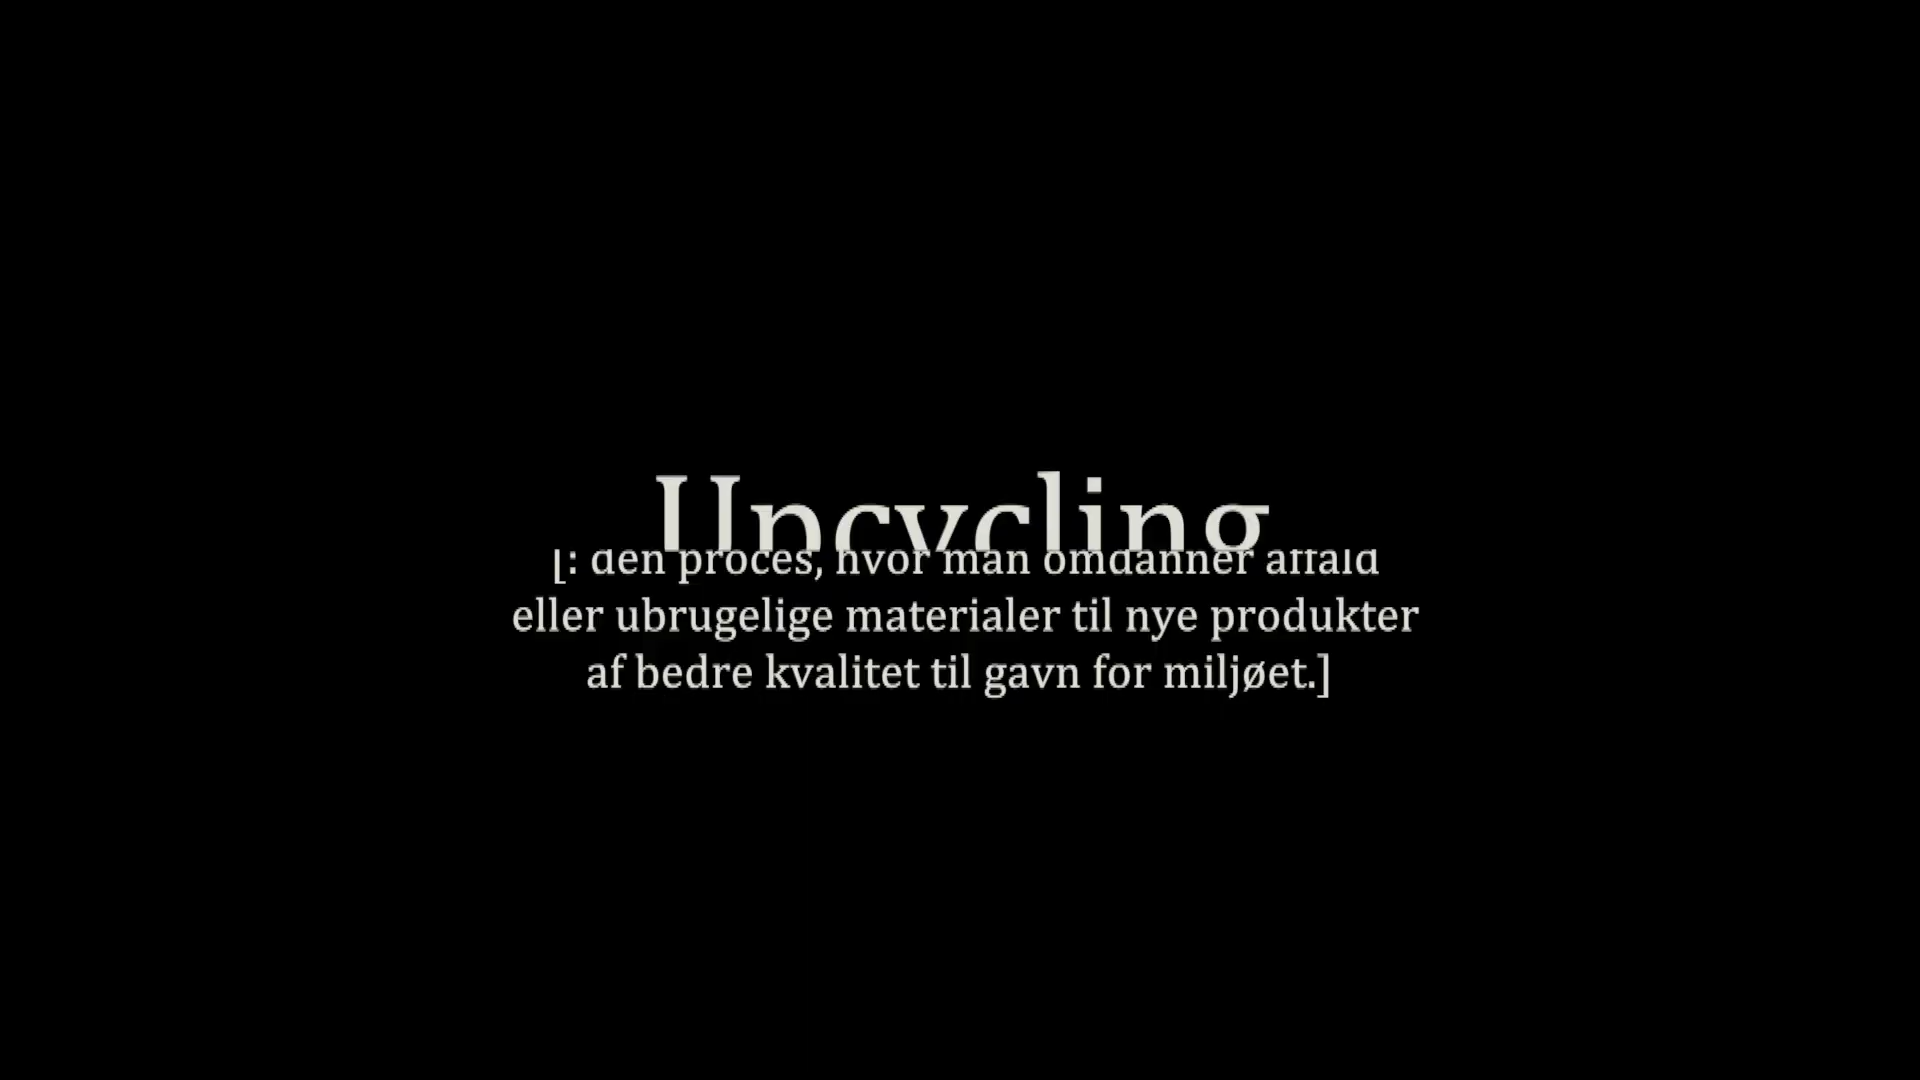 Upcycling
[: den proces, hvor man omdanner affald
eller ubrugelige materialer til nye produkter
af bedre kvalitet til gavn for miljøet.]